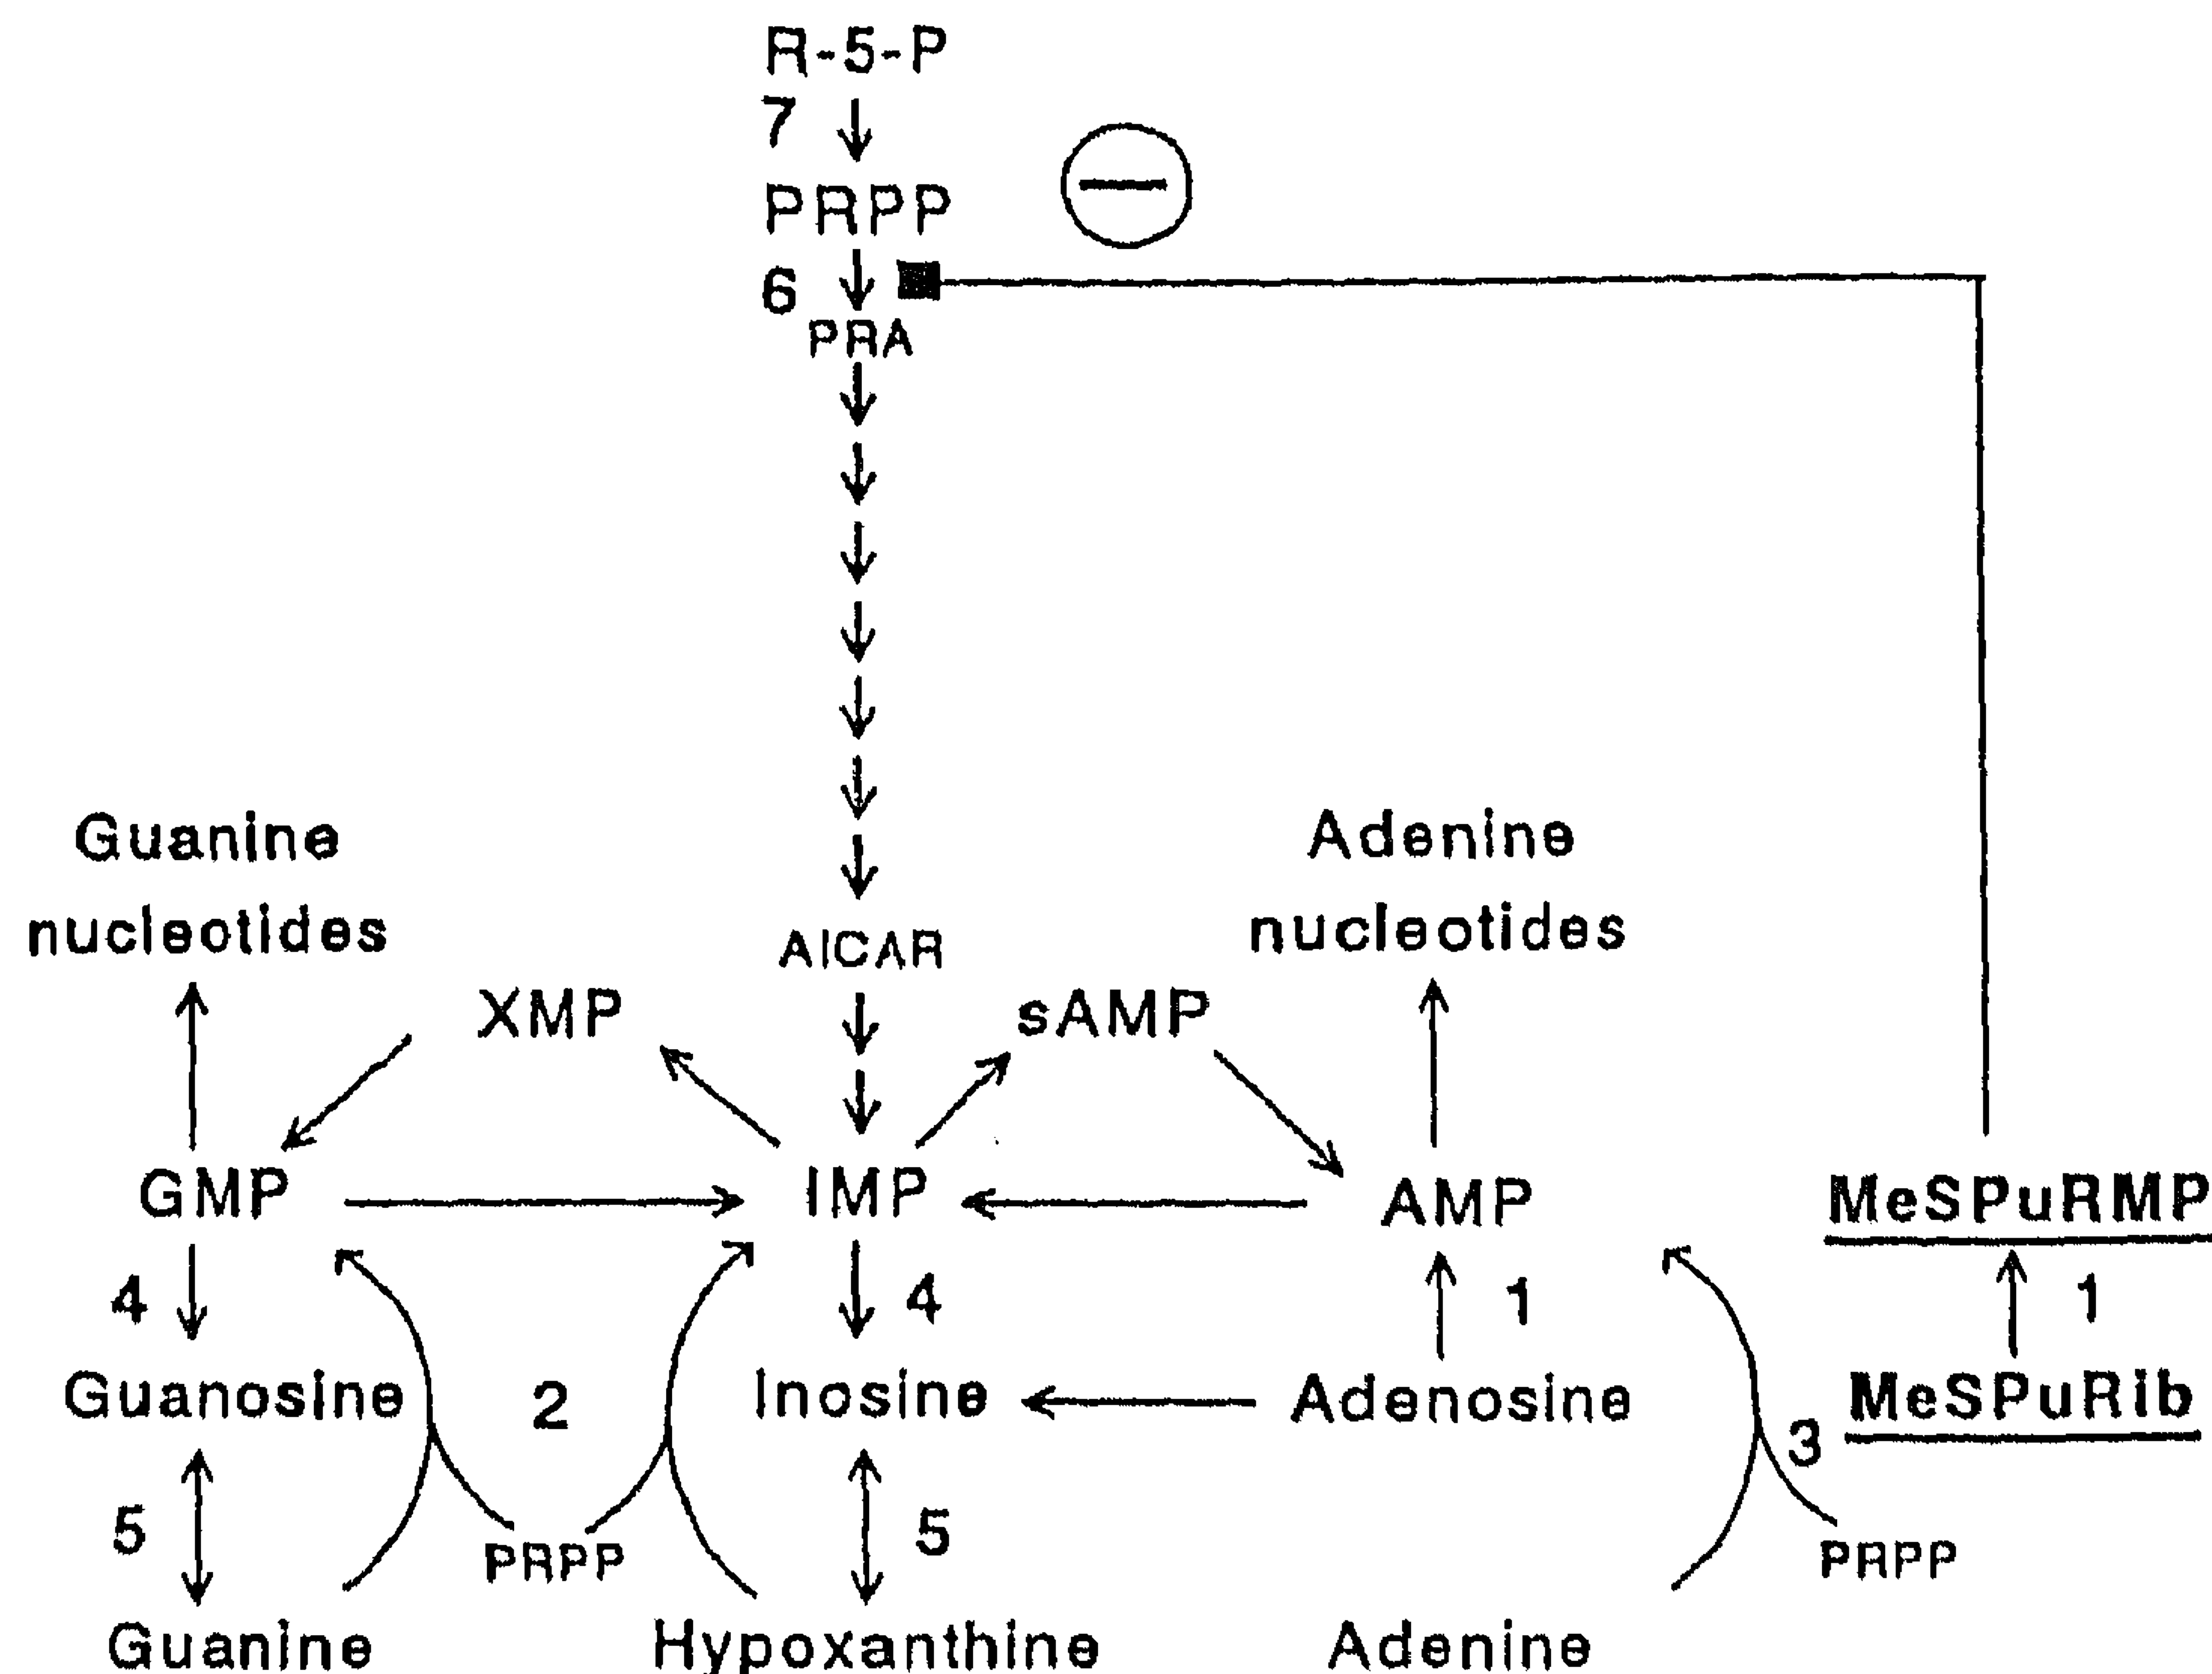 R-5-P
7
PRPP
6
PRA
Guanine
nucleotides
Adenine
nucleotides
AICAR
XMP
sAMP
GMP
IMP
AMP
MeSPuRMP
4
4
1
1
Guanosine
2
Inosine
Adenosine
3
MeSPuRib
5
PRPP
5
PRPP
Guanine
Hypoxanthine
Adenine